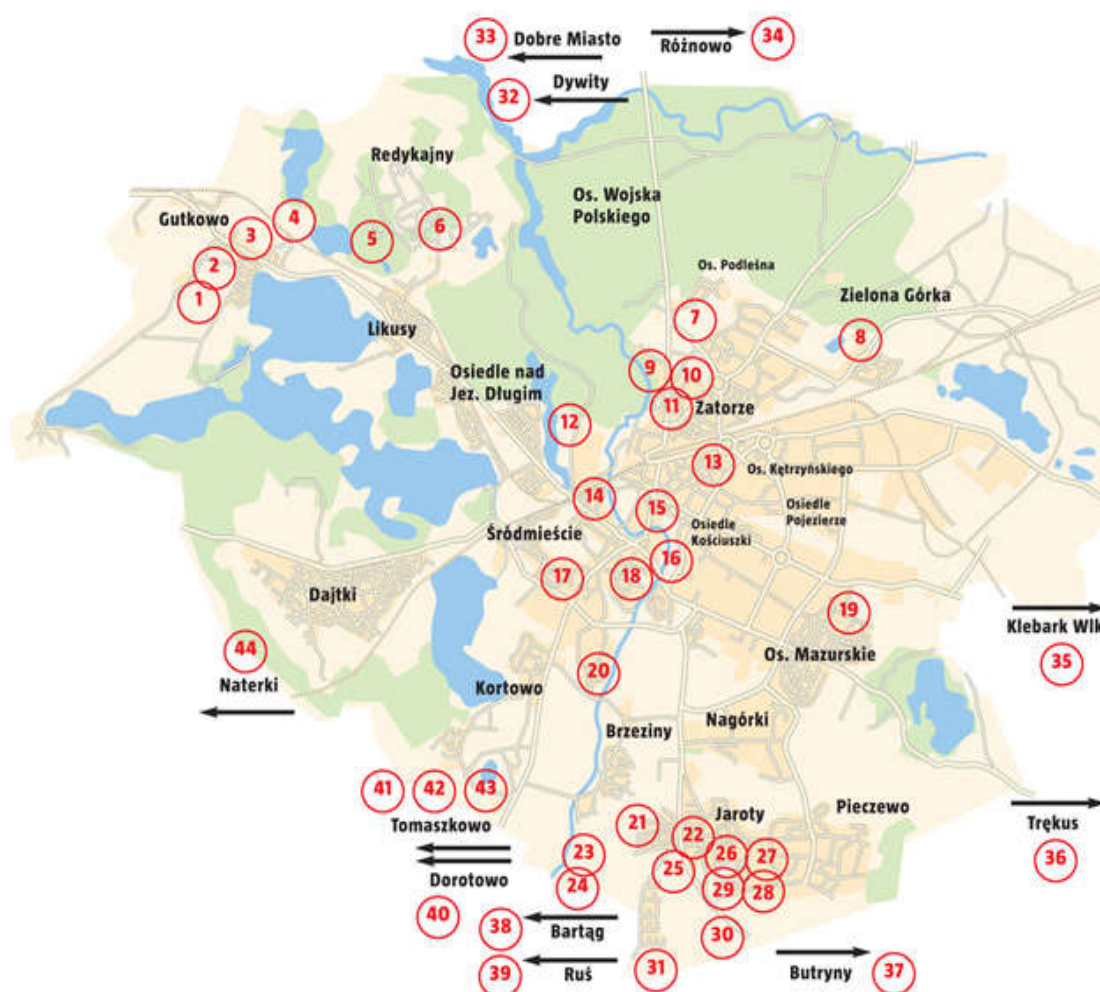 33
Dobre Miasto
Różnowo
34
Dywity
32
Redykajny
Os. Wojska
Polskiego
Gutkowo
4
3
5
6
2
1
Os. Podleśna
Zielona Górka
7
8
Likusy
Osiedle nad
Jez. Długim
9
10
11
Zatorze
12
13
Os. Kętrzyńskiego
14
15
Osiedle
Pojezierze
Osiedle
Kościuszki
Śródmieście
16
17
18
Dajtki
19
Klebark Wlk
35
44
Naterki
Os. Mazurskie
20
Kortowo
Nagórki
Brzeziny
41
42
43
Tomaszkowo
Jaroty
Pieczewo
Trękus
36
21
22
23
24
25
26
27
28
29
Dorotowo
40
38
Bartąg
30
39
Ruś
31
Butryny
37